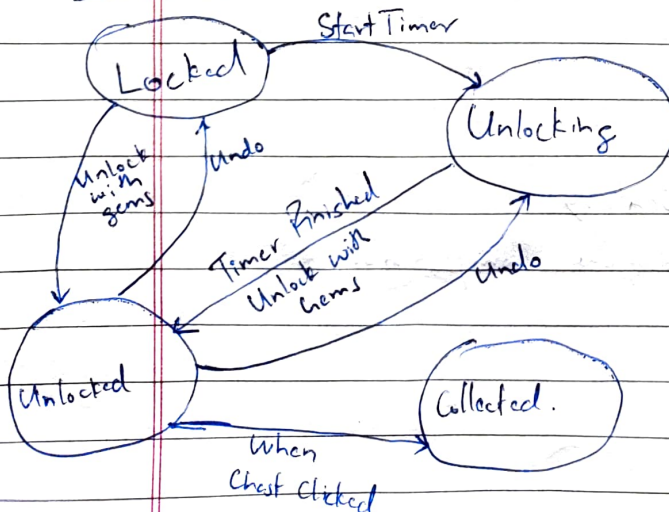 Start Timer
Locked
Unlocking
Unlock
with
gems
Undo
Timer Finished
Unlock with
Gems
Undo
Unlocked
Collected.
When
Chest Clicked